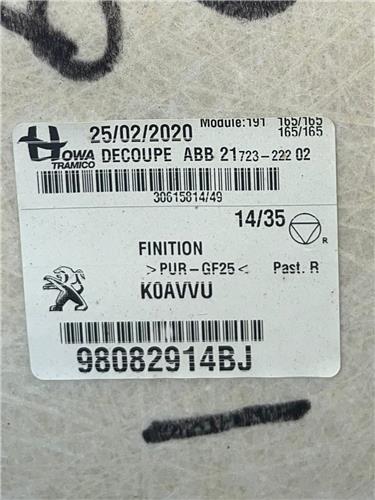 Module:191 165/165
25/02/2020 165/165
HOWA TRAMICO DECOUPE ABB 21723-222 02
30615814/49
14/35
FINITION
>PUR-GF25< Past. R
R
K0AVVU
98082914BJ